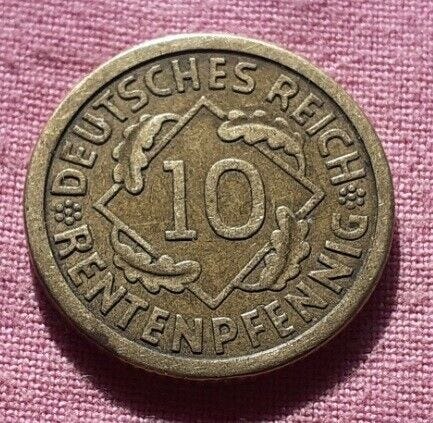 DEUTSCHES REICH
10
RENTENPFENNIG